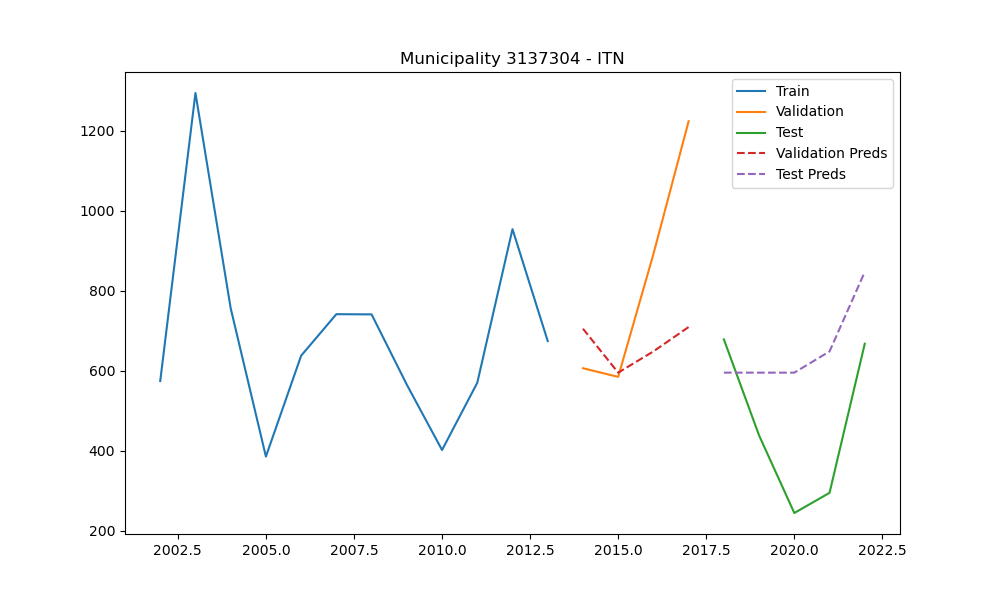 Municipality 3137304 - ITN
Train
Validation
Test
Validation Preds
Test Preds
1200
1000
800
600
400
200
2002.5 2005.0 2007.5 2010.0 2012.5 2015.0 2017.5 2020.0 2022.5